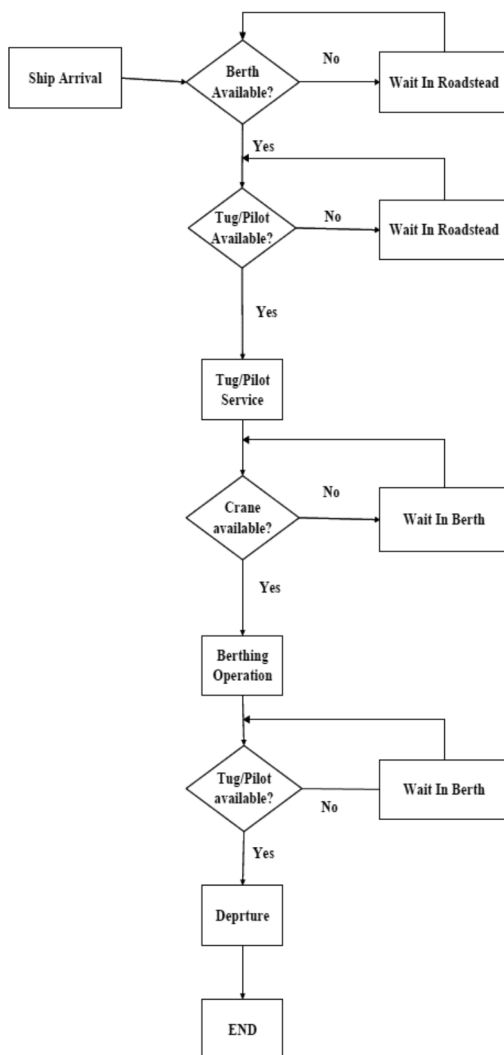 Ship Arrival
Berth
Available?
No
Wait In Roadstead
Yes
Tug/Pilot
Available?
No
Wait In Roadstead
Yes
Tug/Pilot
Service
Crane
available?
No
Wait In Berth
Yes
Berthing
Operation
Tug/Pilot
available?
No
Wait In Berth
Yes
Deprture
END